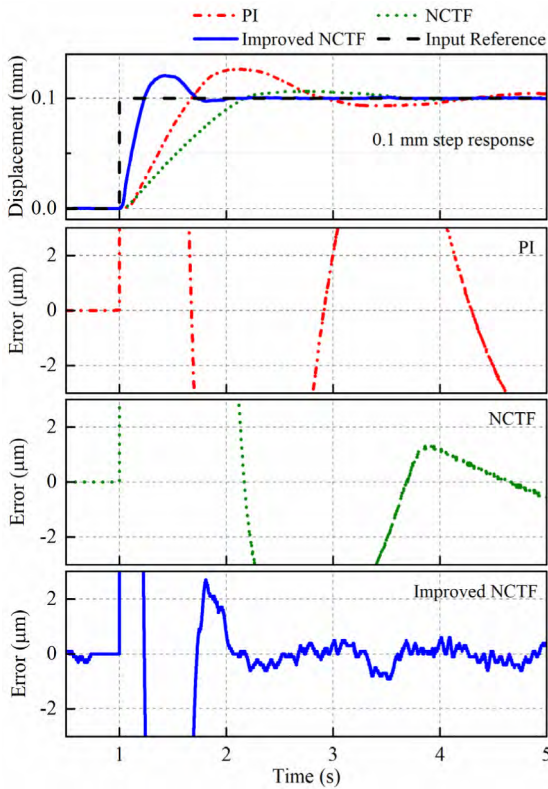 PI NCTF
Improved NCTF Input Reference
Displacement (mm)
0.1
0.0
0.1 mm step response
Error (μm)
2
0
-2
PI
Error (μm)
2
0
-2
NCTF
Error (μm)
2
0
-2
Improved NCTF
1 2 3 4 5
Time (s)